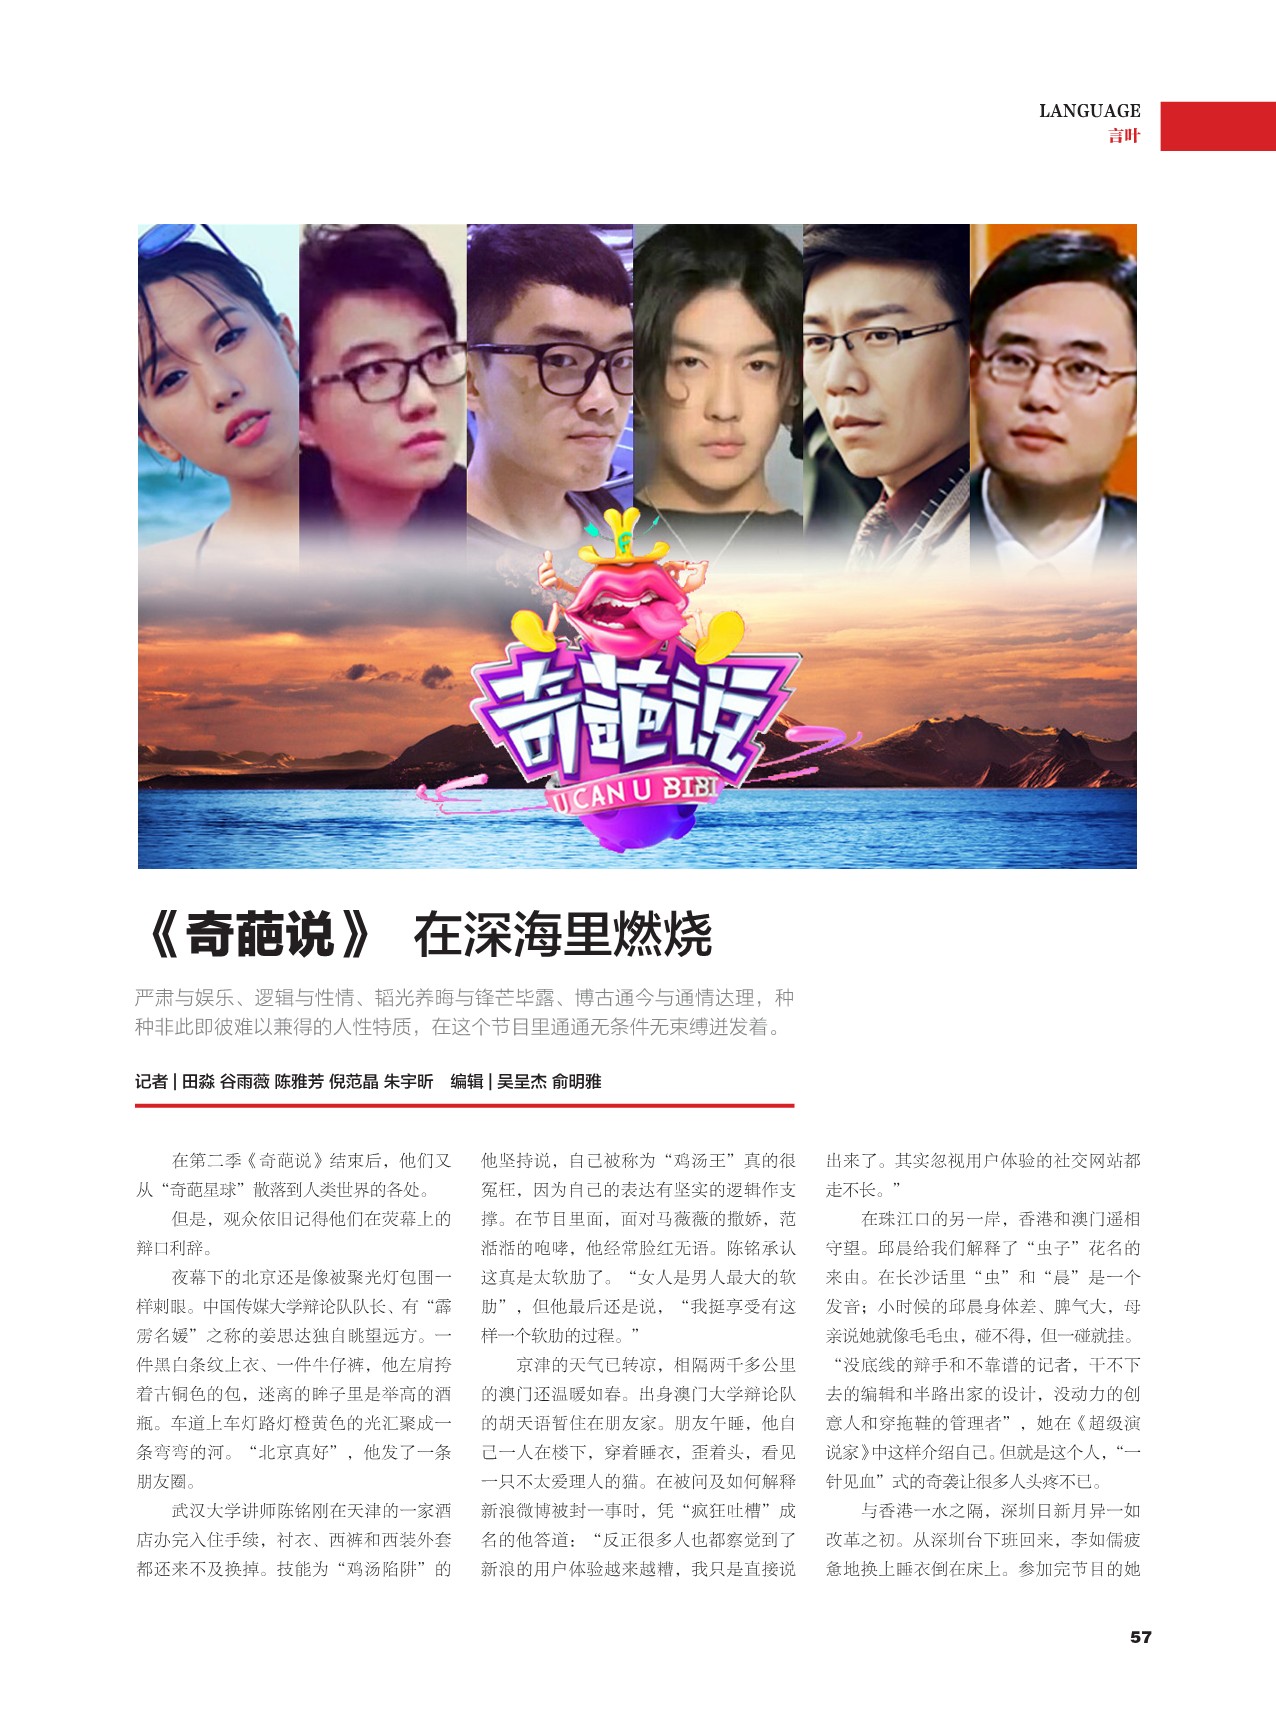 LANGUAGE
言叶
奇葩说
U CAN U BIBI
《奇葩说》 在深海里燃烧
严肃与娱乐、逻辑与性情、韬光养晦与锋芒毕露、博古通今与通情达理，种
种非此即彼难以兼得的人性特质，在这个节目里通通无条件无束缚迸发着。
记者 | 田淼 谷雨薇 陈雅芳 倪范晶 朱宇昕 编辑 | 吴呈杰 俞明雅
在第二季《奇葩说》结束后，他们又
从“奇葩星球”散落到人类世界的各处。
但是，观众依旧记得他们在荧幕上的
辩口利辞。
夜幕下的北京还是像被聚光灯包围一
样刺眼。中国传媒大学辩论队队长、有“霹
雳名媛”之称的姜思达独自眺望远方。一
件黑白条纹上衣、一件牛仔裤，他左肩挎
着古铜色的包，迷离的眸子里是举高的酒
瓶。车道上车灯路灯橙黄色的光汇聚成一
条弯弯的河。“北京真好”，他发了一条
朋友圈。
武汉大学讲师陈铭刚在天津的一家酒
店办完入住手续，衬衣、西裤和西装外套
都还来不及换掉。技能为“鸡汤陷阱”的
他坚持说，自己被称为“鸡汤王”真的很
冤枉，因为自己的表达有坚实的逻辑作支
撑。在节目里面，面对马薇薇的撒娇，范
湉湉的咆哮，他经常脸红无语。陈铭承认
这真是太软肋了。“女人是男人最大的软
肋”，但他最后还是说，“我挺享受有这
样一个软肋的过程。”
京津的天气已转凉，相隔两千多公里
的澳门还温暖如春。出身澳门大学辩论队
的胡天语暂住在朋友家。朋友午睡，他自
己一人在楼下，穿着睡衣，歪着头，看见
一只不太爱理人的猫。在被问及如何解释
新浪微博被封一事时，凭“疯狂吐槽”成
名的他答道：“反正很多人也都察觉到了
新浪的用户体验越来越糟，我只是直接说
出来了。其实忽视用户体验的社交网站都
走不长。”
在珠江口的另一岸，香港和澳门遥相
守望。邱晨给我们解释了“虫子”花名的
来由。在长沙话里“虫”和“晨”是一个
发音；小时候的邱晨身体差、脾气大，母
亲说她就像毛毛虫，碰不得，但一碰就挂。
“没底线的辩手和不靠谱的记者，干不下
去的编辑和半路出家的设计，没动力的创
意人和穿拖鞋的管理者”，她在《超级演
说家》中这样介绍自己。但就是这个人，“一
针见血”式的奇袭让很多人头疼不已。
与香港一水之隔，深圳日新月异一如
改革之初。从深圳台下班回来，李如儒疲
惫地换上睡衣倒在床上。参加完节目的她
57